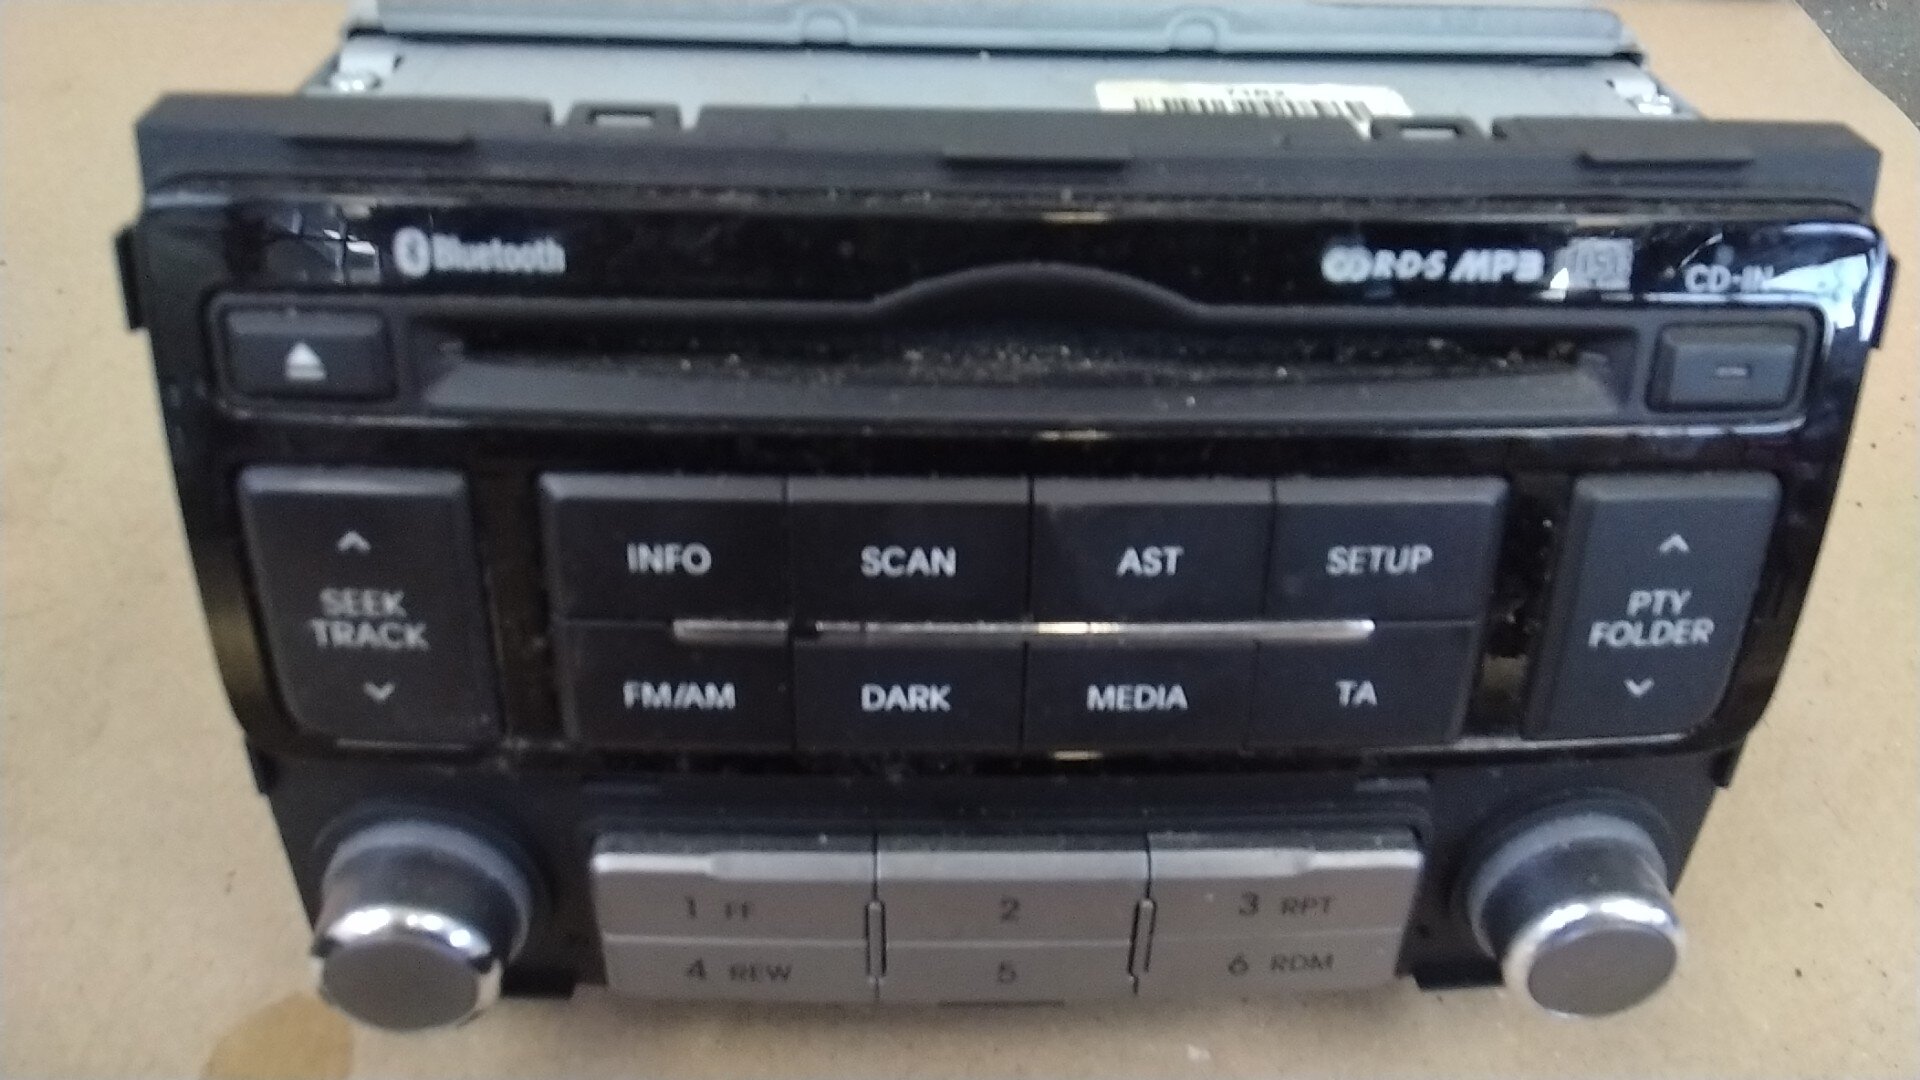 Bluetooth
RDS MP3 CD-IN
SEEK
TRACK
INFO SCAN AST SETUP
PTY
FOLDER
FM/AM DARK MEDIA TA
1 FF 2 3 RPT
4 REW 5 6 RDM